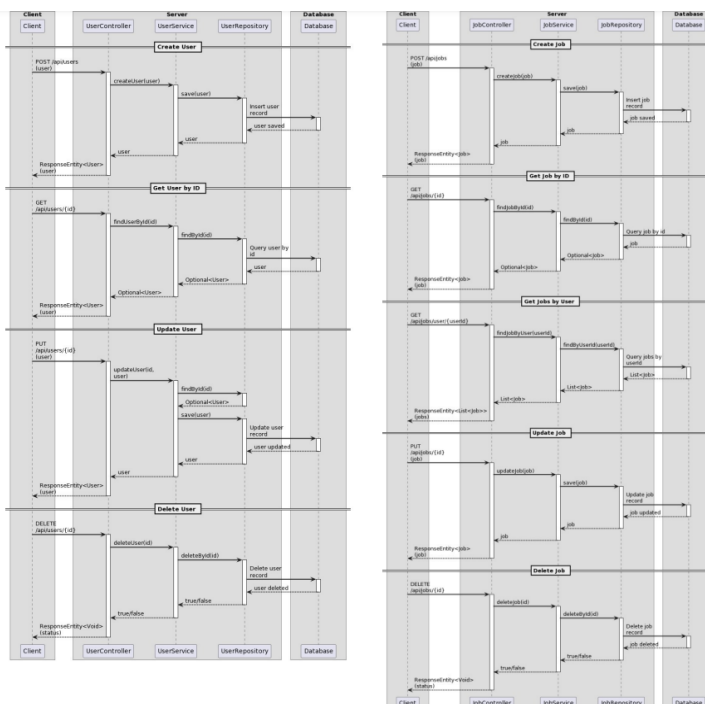 Client
Server
Database
Client
UserController
UserService
UserRepository
Database
Create User
POST /api/users
(user)
createUser(user)
save(user)
Insert user
record
user saved
user
user
ResponseEntity<User>
(user)
Get User by ID
GET
/api/users/{id}
findUserById(id)
findById(id)
Query user by
id
user
Optional<User>
Optional<User>
ResponseEntity<User>
(user)
Update User
PUT
/api/users/{id}
(user)
updateUser(id,
user)
findById(id)
Optional<User>
save(user)
Update user
record
user updated
user
user
ResponseEntity<User>
(user)
Delete User
DELETE
/api/users/{id}
deleteUser(id)
deleteById(id)
Delete user
record
user deleted
true/false
true/false
ResponseEntity<Void>
(status)
Client
UserController
UserService
UserRepository
Database
Client
Server
Database
Client
JobController
JobService
JobRepository
Database
Create Job
POST /api/jobs
(job)
createJob(job)
save(job)
Insert job
record
job saved
job
job
ResponseEntity<Job>
(job)
Get Job by ID
GET
/api/jobs/{id}
findJobById(id)
findById(id)
Query job by id
job
Optional<Job>
Optional<Job>
ResponseEntity<Job>
(job)
Get Jobs by User
GET
/api/jobs/user/{userId}
findJobByUser(userId)
findByUserId(userId)
Query jobs by
userId
List<Job>
List<Job>
List<Job>
ResponseEntity<List<Job>>
(jobs)
Update Job
PUT
/api/jobs/{id}
(job)
updateJob(job)
save(job)
Update job
record
job updated
job
job
ResponseEntity<Job>
(job)
Delete Job
DELETE
/api/jobs/{id}
deleteJob(id)
deleteById(id)
Delete job
record
job deleted
true/false
true/false
ResponseEntity<Void>
(status)
Client
JobController
JobService
JobRepository
Database